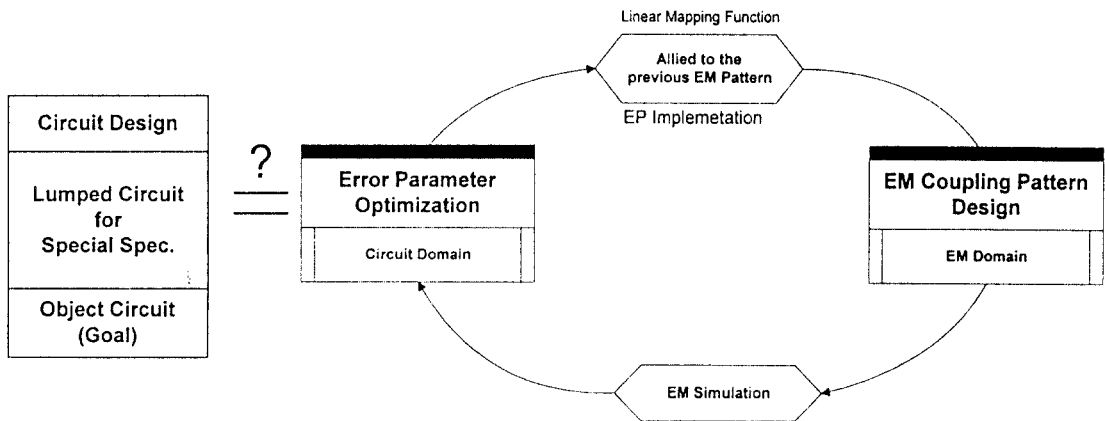 Circuit Design
Lumped Circuit
for
Special Spec.
Object Circuit
(Goal)
?
Error Parameter
Optimization
Circuit Domain
Linear Mapping Function
Allied to the
previous EM Pattern
EP Implemetation
EM Coupling Pattern
Design
EM Domain
EM Simulation